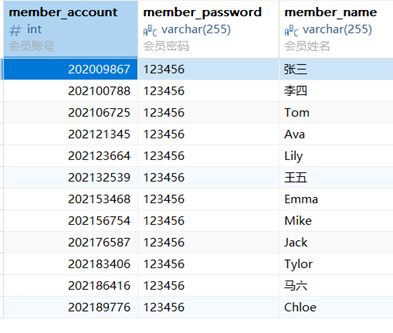 member_account member_password member_name
# int ABC varchar(255) ABC varchar(255)
会员账号 会员密码 会员姓名
202009867 123456 张三
202100788 123456 李四
202106725 123456 Tom
202121345 123456 Ava
202123664 123456 Lily
202132539 123456 王五
202153468 123456 Emma
202156754 123456 Mike
202176587 123456 Jack
202183406 123456 Tylor
202186416 123456 马六
202189776 123456 Chloe